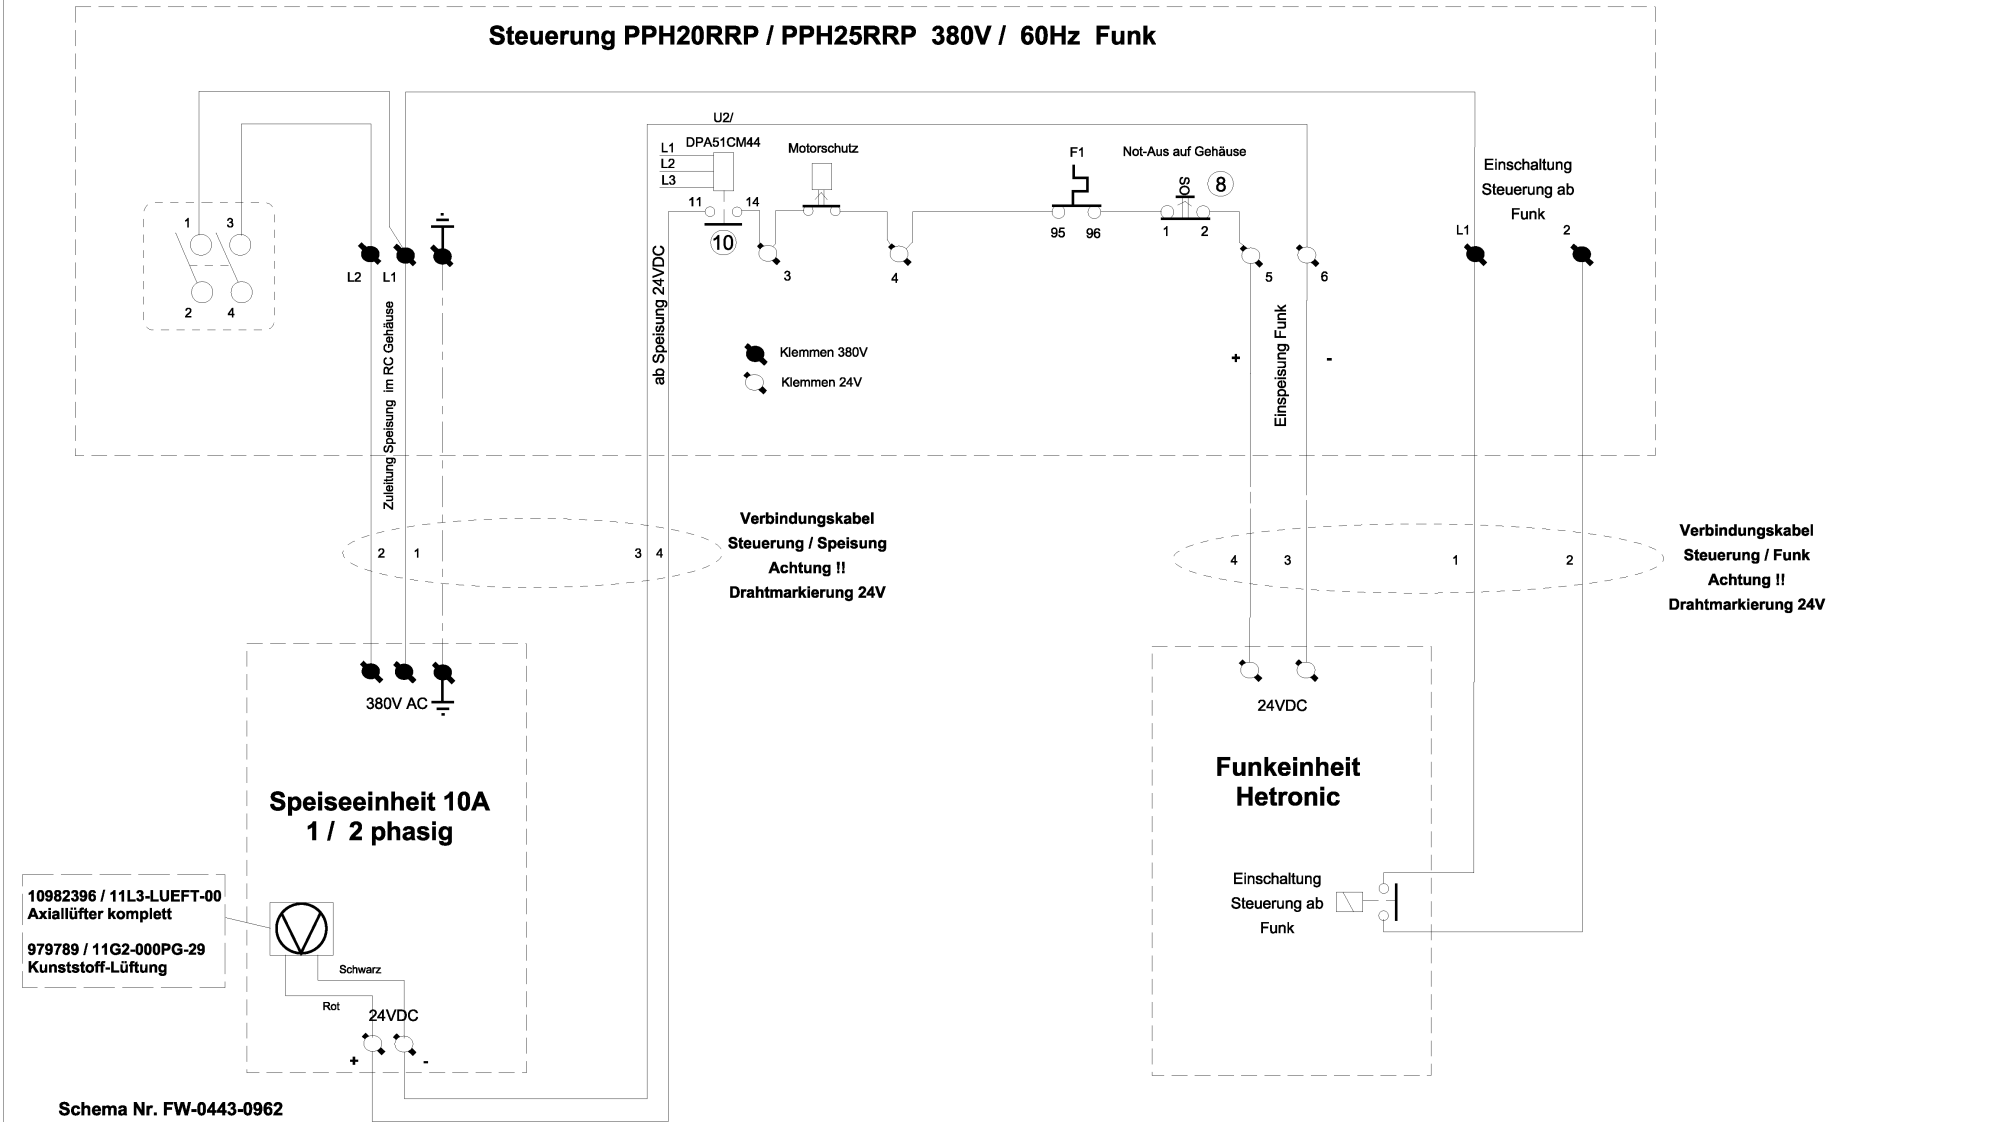 Steuerung PPH20RRP / PPH25RRP  380V /  60Hz  Funk
U2/
DPA51CM44
L1
L2
L3
11
14
10
Motorschutz
F1
95
96
Not-Aus auf Gehäuse
SO
8
1
2
Einschaltung
Steuerung ab
Funk
L1
2
1
3
2
4
L2
L1
3
4
5
6
Zuleitung Speisung  im RC Gehäuse
ab Speisung 24VDC
Klemmen 380V
Klemmen 24V
+
Einspeisung Funk
-
2
1
3
4
Verbindungskabel
Steuerung / Speisung
Achtung !!
Drahtmarkierung 24V
4
3
1
2
Verbindungskabel
Steuerung / Funk
Achtung !!
Drahtmarkierung 24V
380V AC
Speiseeinheit 10A
1 /  2 phasig
10982396 / 11L3-LUEFT-00
Axiallüfter komplett
979789 / 11G2-000PG-29
Kunststoff-Lüftung
Schwarz
Rot
24VDC
+
-
24VDC
Funkeinheit
Hetronic
Einschaltung
Steuerung ab
Funk
Schema Nr. FW-0443-0962